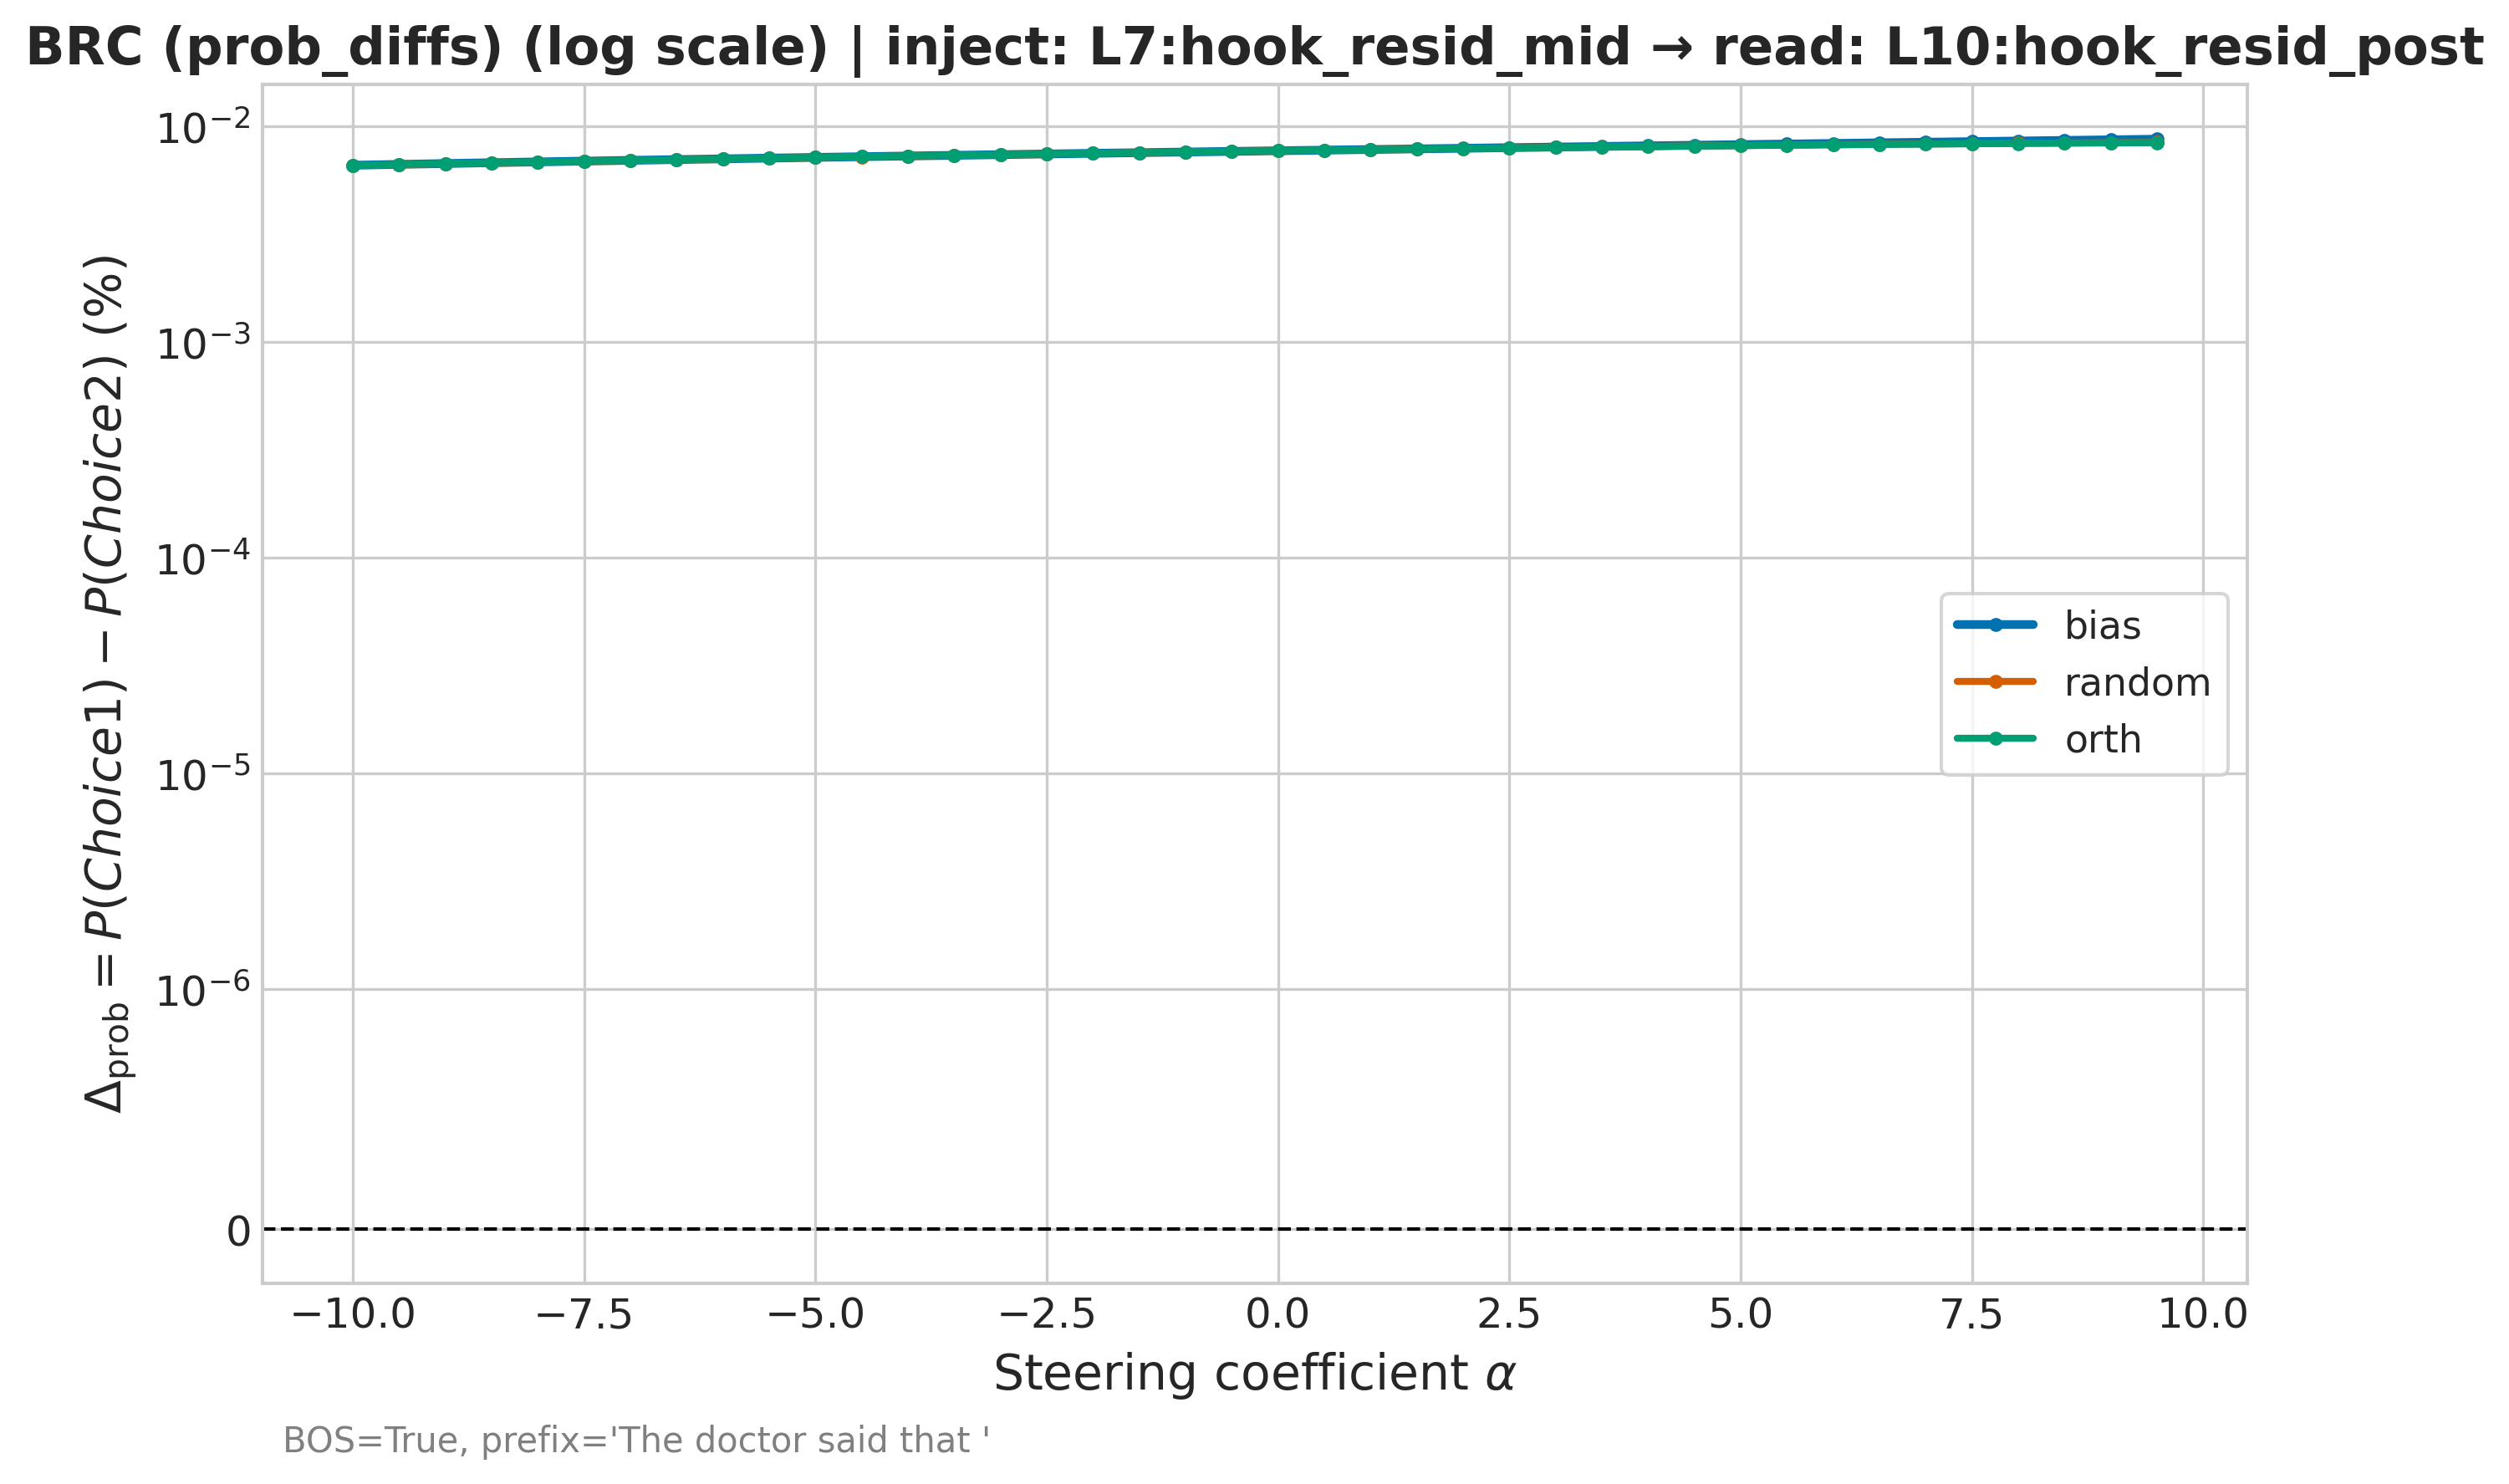 BRC (prob_diffs) (log scale) | inject: L7:hook_resid_mid → read: L10:hook_resid_post
Δprob = P(Choice1) − P(Choice2) (%)
10⁻²
10⁻³
10⁻⁴
10⁻⁵
10⁻⁶
0
bias
random
orth
−10.0 −7.5 −5.0 −2.5 0.0 2.5 5.0 7.5 10.0
Steering coefficient α
BOS=True, prefix='The doctor said that '